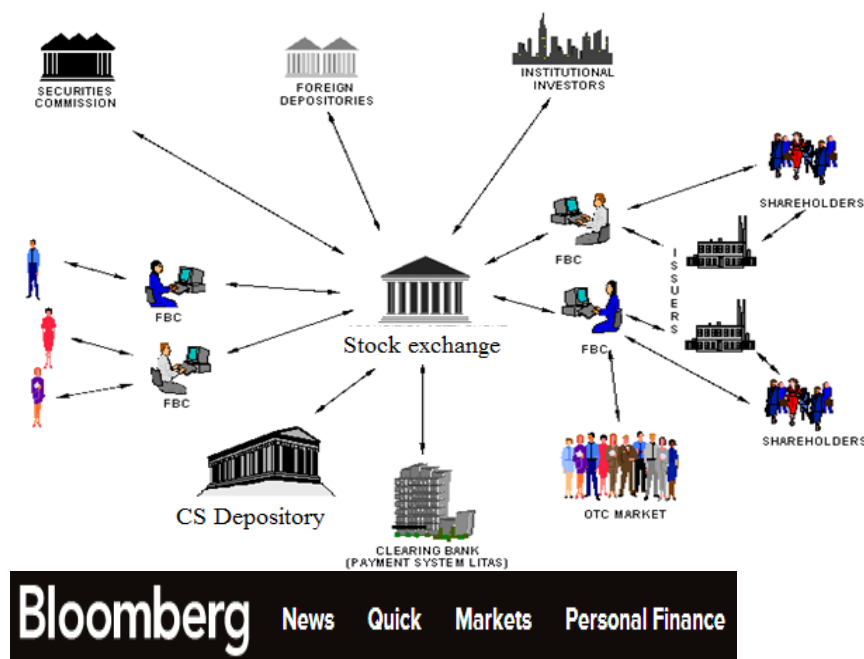 SECURITIES
COMMISSION
FOREIGN
DEPOSITORIES
INSTITUTIONAL
INVESTORS
SHAREHOLDERS
FBC
ISSUERS
FBC
FBC
Stock exchange
FBC
FBC
SHAREHOLDERS
CS Depository
OTC MARKET
CLEARING BANK
(PAYMENT SYSTEM LITAS)
Bloomberg News Quick Markets Personal Finance